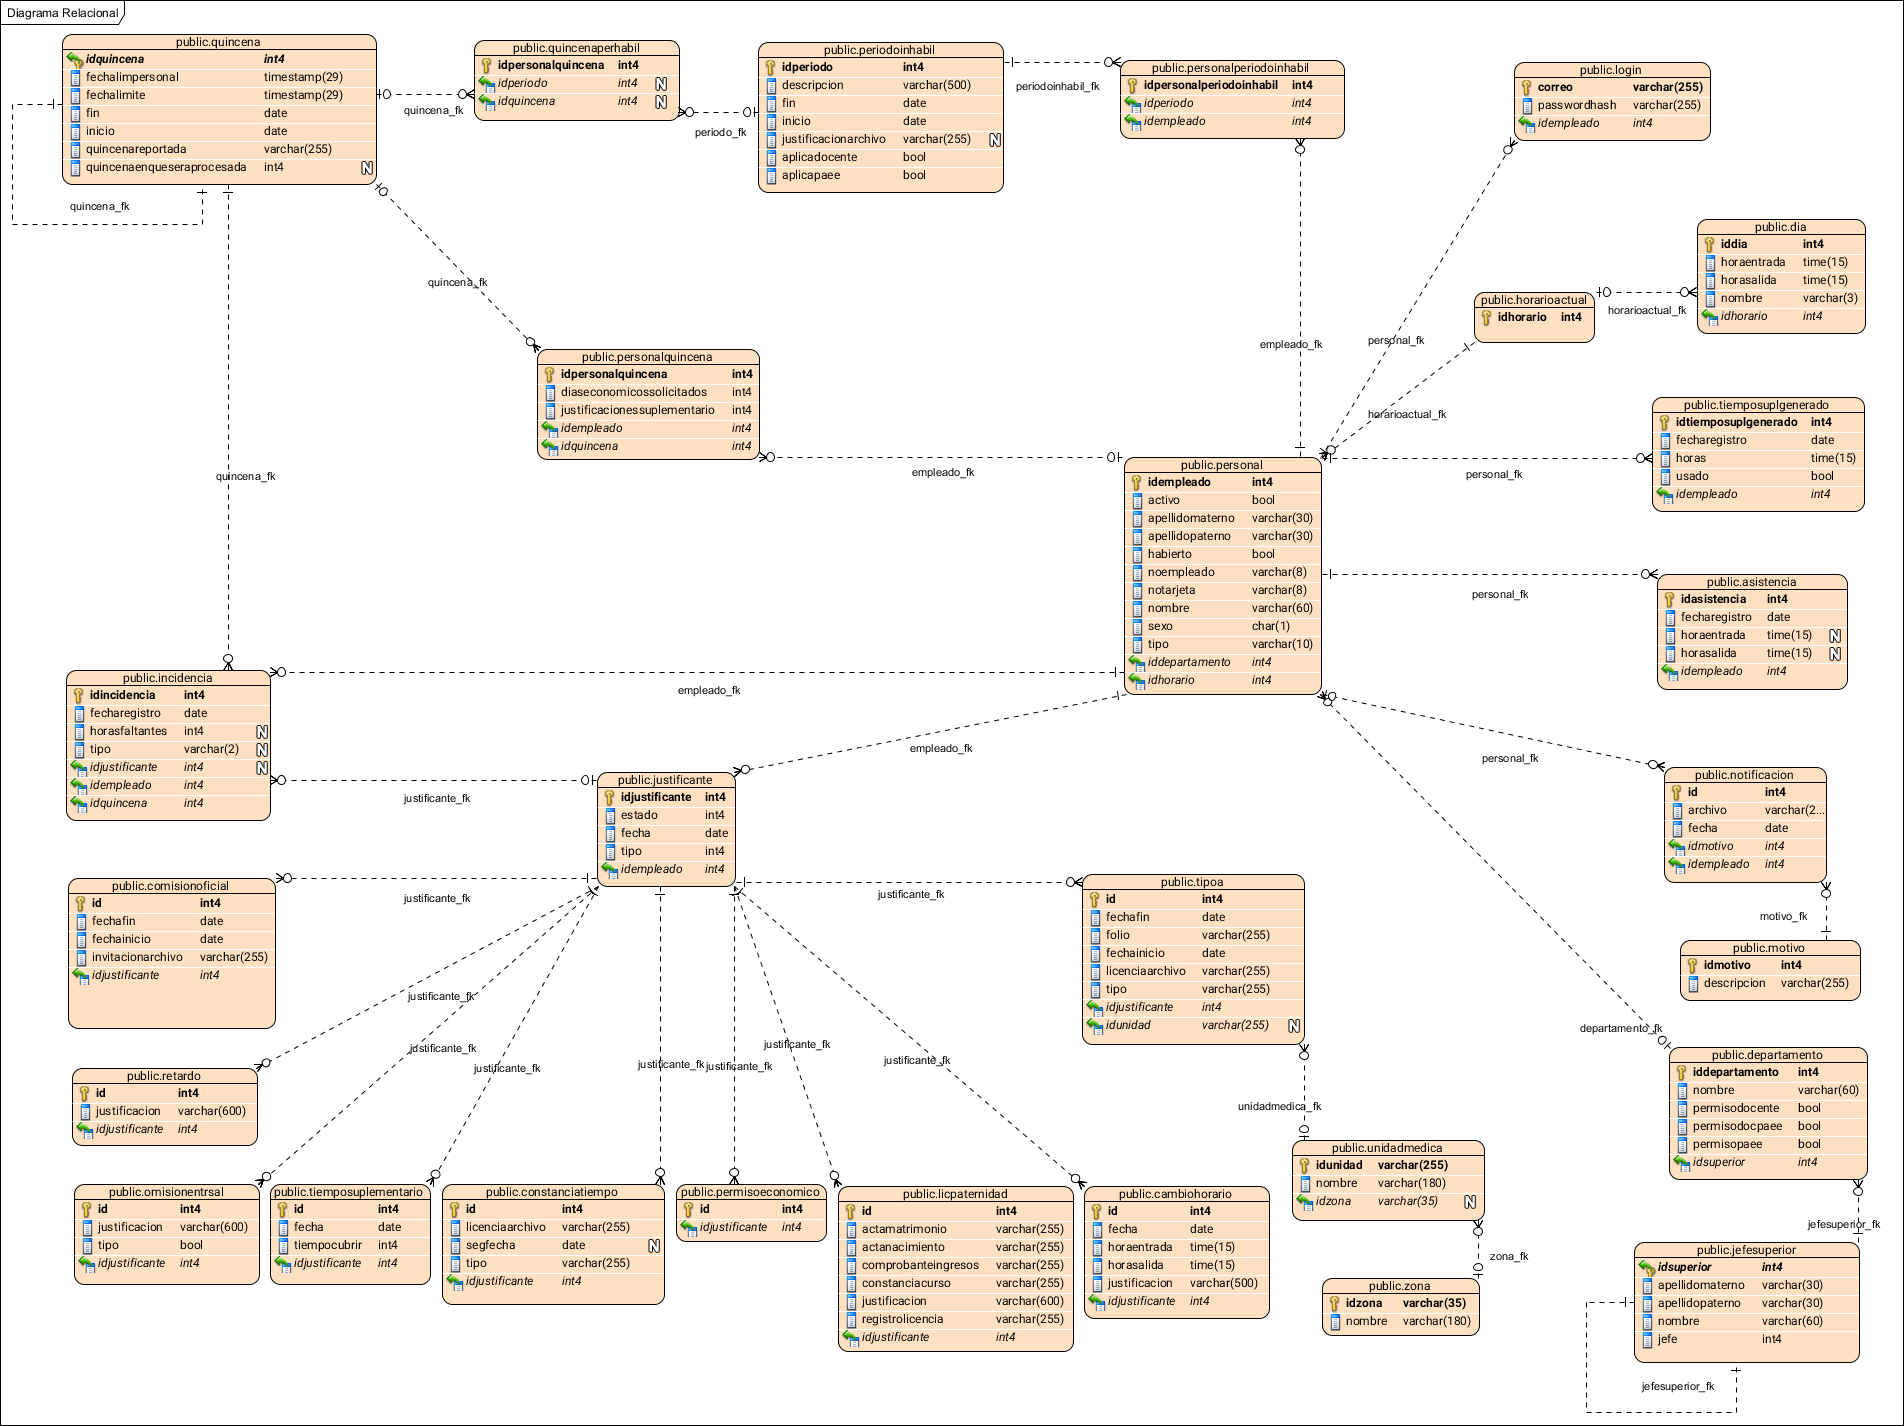 Diagrama Relacional
public.quincena
idquincena int4
fechalimpersonal timestamp(29)
fechalimite timestamp(29)
fin date
inicio date
quincenareportada varchar(255)
quincenaenqueseraprocesada int4 N
quincena_fk
public.quincenaperhabil
idpersonalquincena int4
idperiodo int4 N
idquincena int4 N
quincena_fk
periodo_fk
public.periodoinhabil
idperiodo int4
descripcion varchar(500)
fin date
inicio date
justificacionarchivo varchar(255) N
aplicadocente bool
aplicapaee bool
periodoinhabil_fk
public.personalperiodoinhabil
idpersonalperiodoinhabil int4
idperiodo int4
idempleado int4
public.login
correo varchar(255)
passwordhash varchar(255)
idempleado int4
public.dia
iddia int4
horaentrada time(15)
horasalida time(15)
nombre varchar(3)
idhorario int4
public.horarioactual
idhorario int4
horarioactual_fk
quincena_fk
empleado_fk
personal_fk
horarioactual_fk
public.personalquincena
idpersonalquincena int4
diaseconomicossolicitados int4
justificacionessuplementario int4
idempleado int4
idquincena int4
empleado_fk
quincena_fk
public.personal
idempleado int4
activo bool
apellidomaterno varchar(30)
apellidopaterno varchar(30)
habierto bool
noempleado varchar(8)
notarjeta varchar(8)
nombre varchar(60)
sexo char(1)
tipo varchar(10)
iddepartamento int4
idhorario int4
public.tiemposuplgenerado
idtiemposuplgenerado int4
fecharegistro date
horas time(15)
usado bool
idempleado int4
personal_fk
public.asistencia
idasistencia int4
fecharegistro date
horaentrada time(15) N
horasalida time(15) N
idempleado int4
personal_fk
public.incidencia
idincidencia int4
fecharegistro date
horasfaltantes int4 N
tipo varchar(2) N
idjustificante int4 N
idempleado int4
idquincena int4
empleado_fk
empleado_fk
justificante_fk
public.justificante
idjustificante int4
estado int4
fecha date
tipo int4
idempleado int4
personal_fk
public.notificacion
id int4
archivo varchar(2...
fecha date
idmotivo int4
idempleado int4
motivo_fk
public.motivo
idmotivo int4
descripcion varchar(255)
public.comisionoficial
id int4
fechafin date
fechainicio date
invitacionarchivo varchar(255)
idjustificante int4
justificante_fk
justificante_fk
public.tipoa
id int4
fechafin date
folio varchar(255)
fechainicio date
licenciaarchivo varchar(255)
tipo varchar(255)
idjustificante int4
idunidad varchar(255) N
justificante_fk
justificante_fk
justificante_fk
justificante_fk
justificante_fk
justificante_fk
justificante_fk
departamento_fk
public.departamento
iddepartamento int4
nombre varchar(60)
permisodocente bool
permisodocpaee bool
permisopaee bool
idsuperior int4
public.retardo
id int4
justificacion varchar(600)
idjustificante int4
unidadmedica_fk
public.unidadmedica
idunidad varchar(255)
nombre varchar(180)
idzona varchar(35) N
public.omisionentrsal
id int4
justificacion varchar(600)
tipo bool
idjustificante int4
public.tiemposuplementario
id int4
fecha date
tiempocubrir int4
idjustificante int4
public.constanciatiempo
id int4
licenciaarchivo varchar(255)
segfecha date N
tipo varchar(255)
idjustificante int4
public.permisoeconomico
id int4
idjustificante int4
public.licpaternidad
id int4
actamatrimonio varchar(255)
actanacimiento varchar(255)
comprobanteingresos varchar(255)
constanciacurso varchar(255)
justificacion varchar(600)
registrolicencia varchar(255)
idjustificante int4
public.cambiohorario
id int4
fecha date
horaentrada time(15)
horasalida time(15)
justificacion varchar(500)
idjustificante int4
zona_fk
public.zona
idzona varchar(35)
nombre varchar(180)
jefesuperior_fk
public.jefesuperior
idsuperior int4
apellidomaterno varchar(30)
apellidopaterno varchar(30)
nombre varchar(60)
jefe int4
jefesuperior_fk